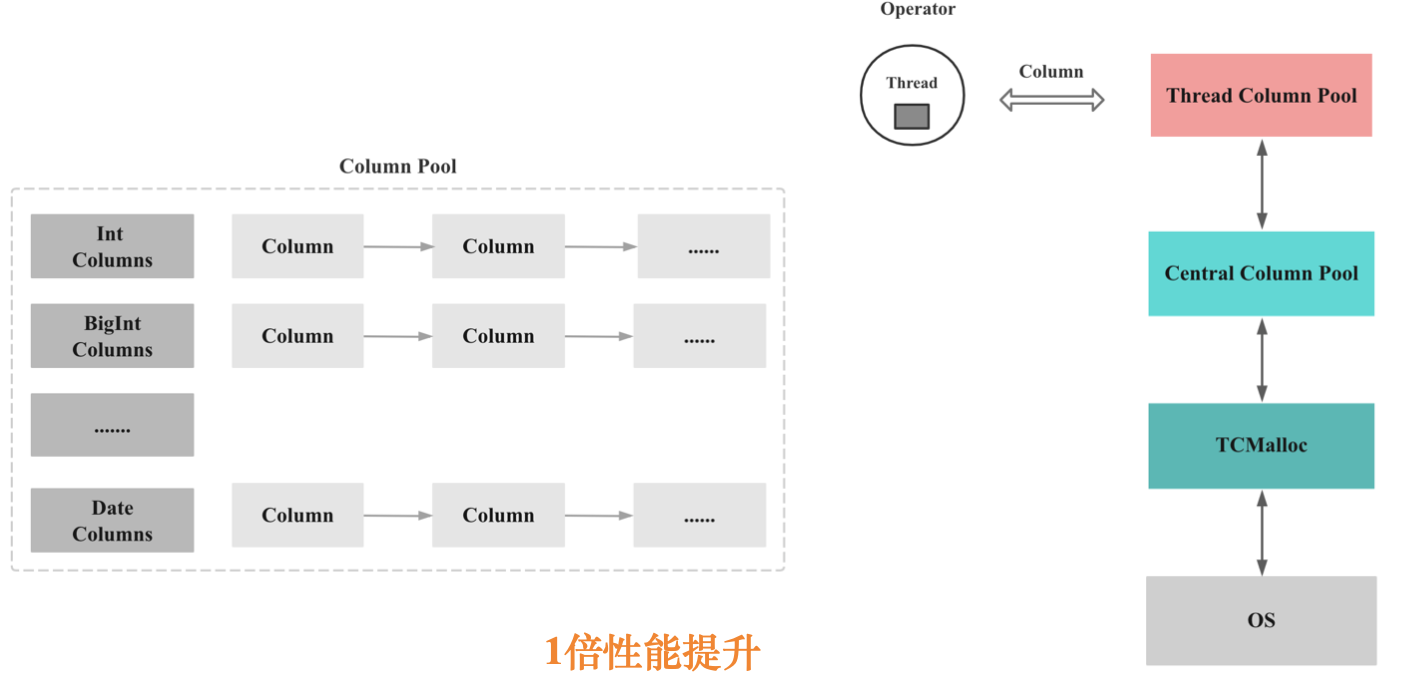 Column Pool
Int
Columns
Column
Column
......
BigInt
Columns
Column
Column
......
.......
Date
Columns
Column
Column
......
Operator
Thread
Column
Thread Column Pool
Central Column Pool
TCMalloc
OS
1倍性能提升